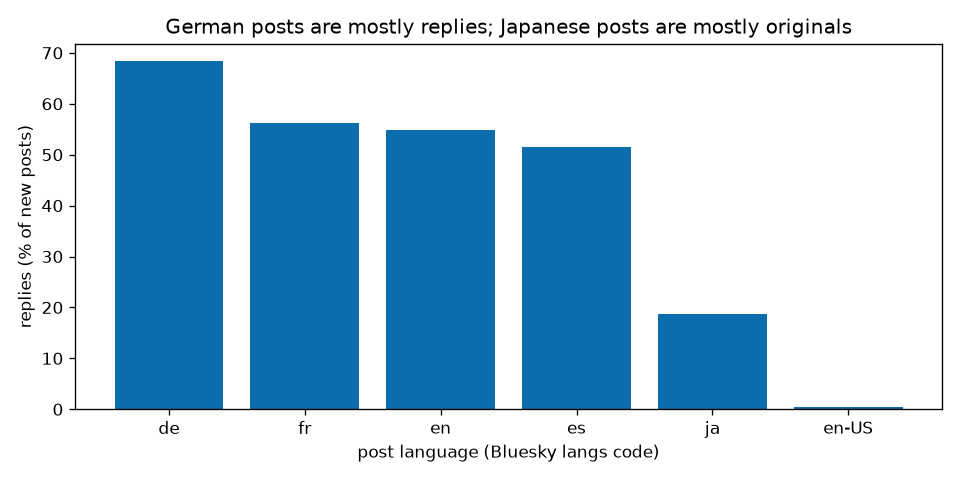 German posts are mostly replies; Japanese posts are mostly originals
replies (% of new posts)
70
60
50
40
30
20
10
0
de fr en es ja en-US
post language (Bluesky langs code)